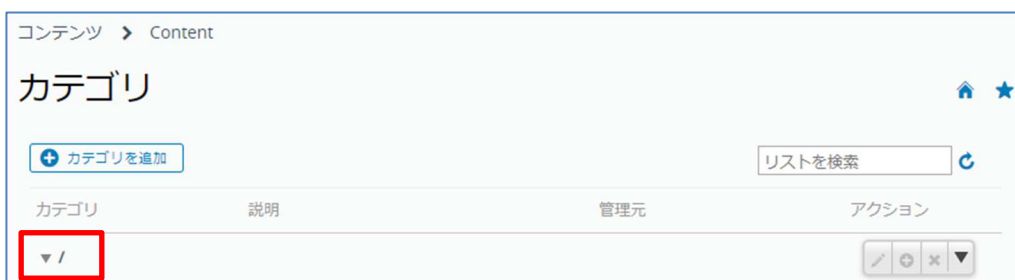 コンテンツ > Content
カテゴリ
カテゴリを追加
リストを検索
カテゴリ 説明 管理元 アクション
▼ /